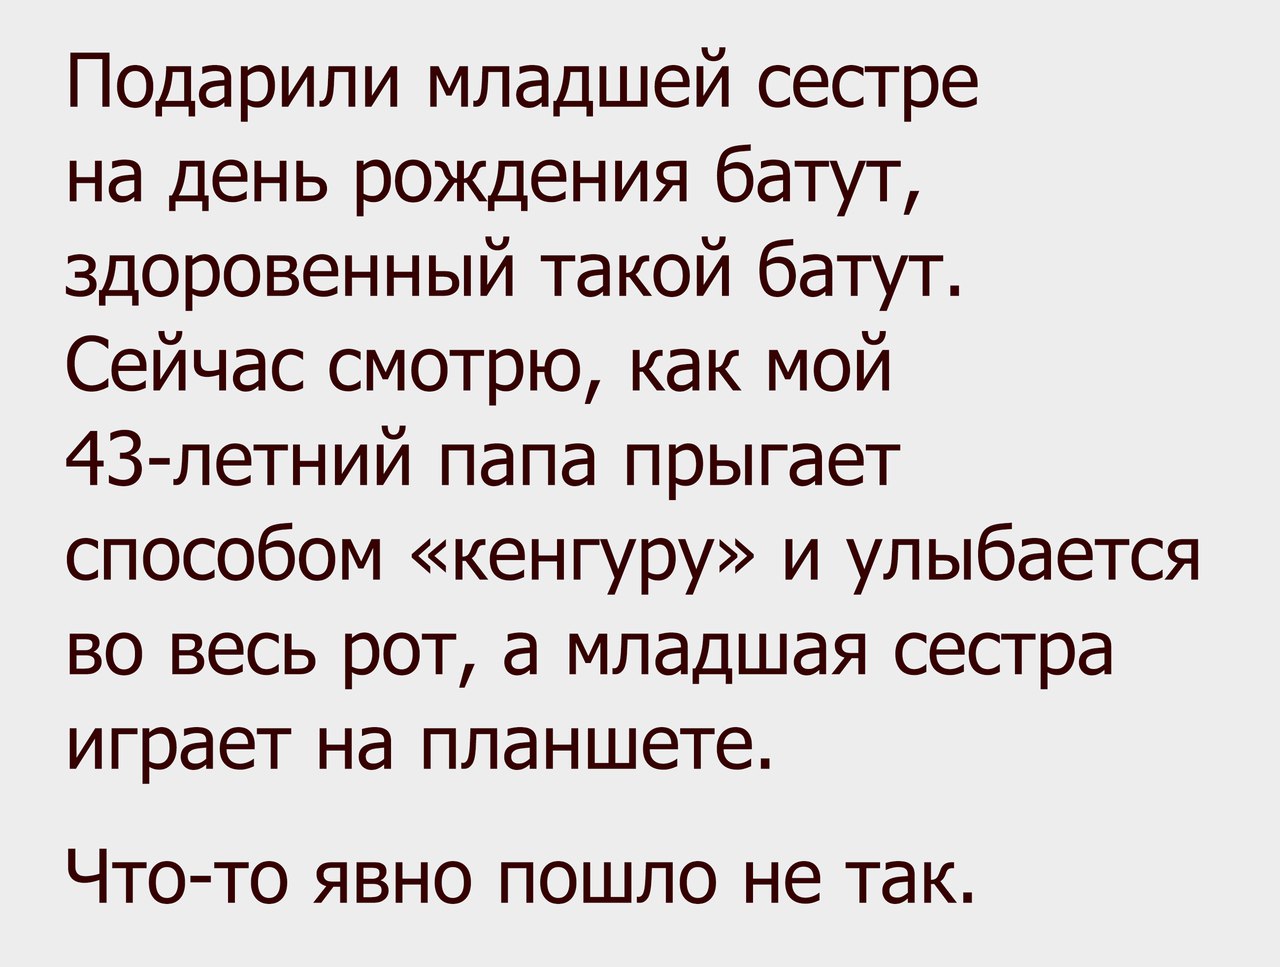 Подарили младшей сестре
на день рождения батут,
здоровенный такой батут.
Сейчас смотрю, как мой
43-летний папа прыгает
способом «кенгуру» и улыбается
во весь рот, а младшая сестра
играет на планшете.
Что-то явно пошло не так.